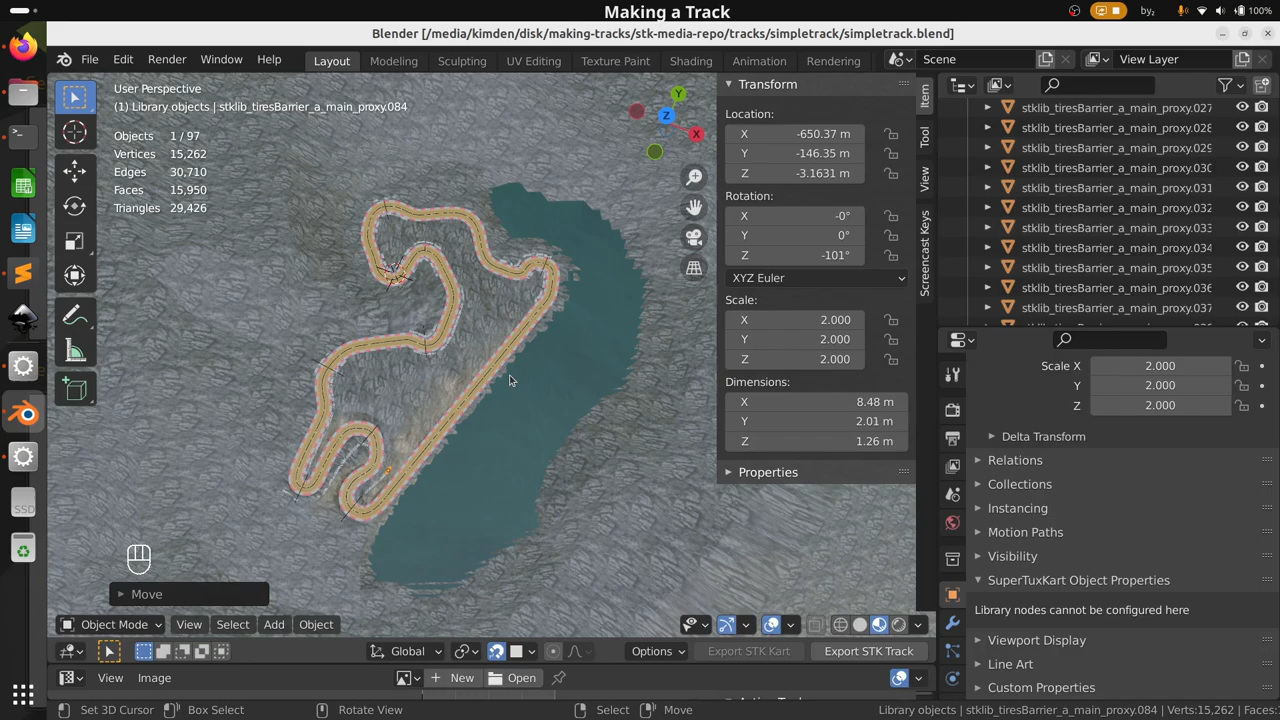 Making a Track
by₂
100%
Blender [/media/kimden/disk/making-tracks/stk-media-repo/tracks/simpletrack/simpletrack.blend]
File Edit Render Window Help
Layout Modeling Sculpting UV Editing Texture Paint Shading Animation Rendering
Scene
View Layer
User Perspective
(1) Library objects | stklib_tiresBarrier_a_main_proxy.084
Objects 1 / 97
Vertices 15,262
Edges 30,710
Faces 15,950
Triangles 29,426
Y
Z
X
Transform
Location:
X -650.37 m
Y -146.35 m
Z -3.1631 m
Rotation:
X -0°
Y 0°
Z -101°
XYZ Euler
Scale:
X 2.000
Y 2.000
Z 2.000
Dimensions:
X 8.48 m
Y 2.01 m
Z 1.26 m
Properties
Item
Tool
View
Screencast Keys
stklib_tiresBarrier_a_main_proxy.027
stklib_tiresBarrier_a_main_proxy.028
stklib_tiresBarrier_a_main_proxy.029
stklib_tiresBarrier_a_main_proxy.030
stklib_tiresBarrier_a_main_proxy.031
stklib_tiresBarrier_a_main_proxy.032
stklib_tiresBarrier_a_main_proxy.033
stklib_tiresBarrier_a_main_proxy.034
stklib_tiresBarrier_a_main_proxy.035
stklib_tiresBarrier_a_main_proxy.036
stklib_tiresBarrier_a_main_proxy.037
Scale X 2.000
Y 2.000
Z 2.000
Delta Transform
Relations
Collections
Instancing
Motion Paths
Visibility
SuperTuxKart Object Properties
Library nodes cannot be configured here
Viewport Display
Line Art
Custom Properties
SSD
Move
Object Mode View Select Add Object
Global
Options
Export STK Kart
Export STK Track
View Image
New
Open
Set 3D Cursor
Box Select
Rotate View
Select
Move
Library objects | stklib_tiresBarrier_a_main_proxy.084 | Verts:15,262 | Faces: